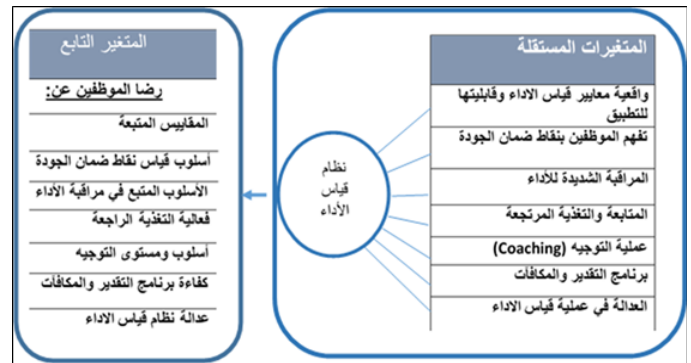 المتغيرات المستقلة
واقعية معايير قياس الاداء وقابليتها
للتطبيق
تفهم الموظفين بنقاط ضمان الجودة
المراقبة الشديدة للأداء
المتابعة والتغذية المرتجعة
عملية التوجيه (Coaching)
برنامج التقدير والمكافآت
العدالة في عملية قياس الاداء
نظام
قياس
الأداء
المتغير التابع
رضا الموظفين عن:
المقاييس المتبعة
أسلوب قياس نقاط ضمان الجودة
الأسلوب المتبع في مراقبة الأداء
فعالية التغذية الراجعة
أسلوب ومستوى التوجيه
كفاءة برنامج التقدير والمكافآت
عدالة نظام قياس الاداء